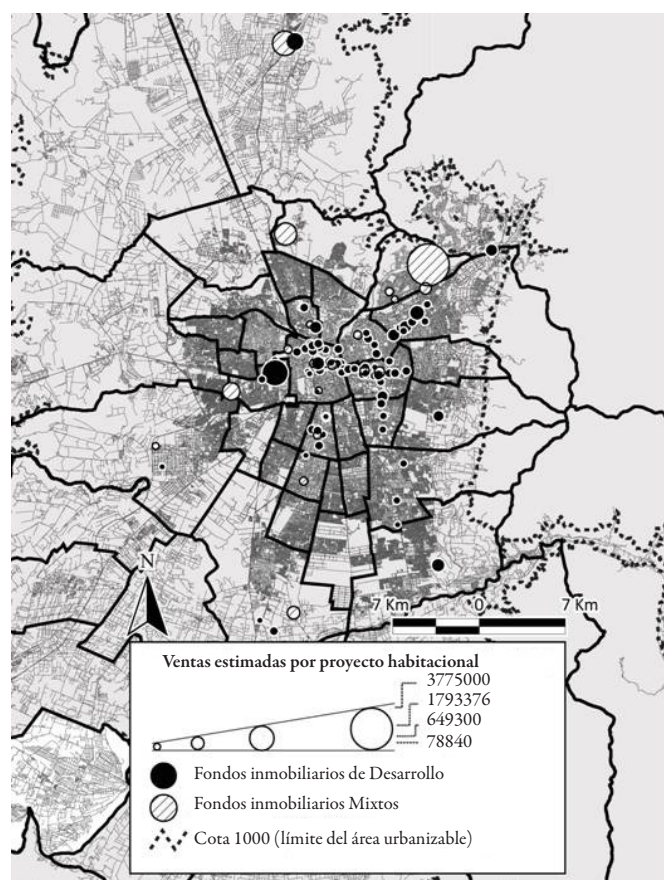 N
7 Km 0 7 Km
Ventas estimadas por proyecto habitacional
3775000
1793376
649300
78840
Fondos inmobiliarios de Desarrollo
Fondos inmobiliarios Mixtos
Cota 1000 (límite del área urbanizable)